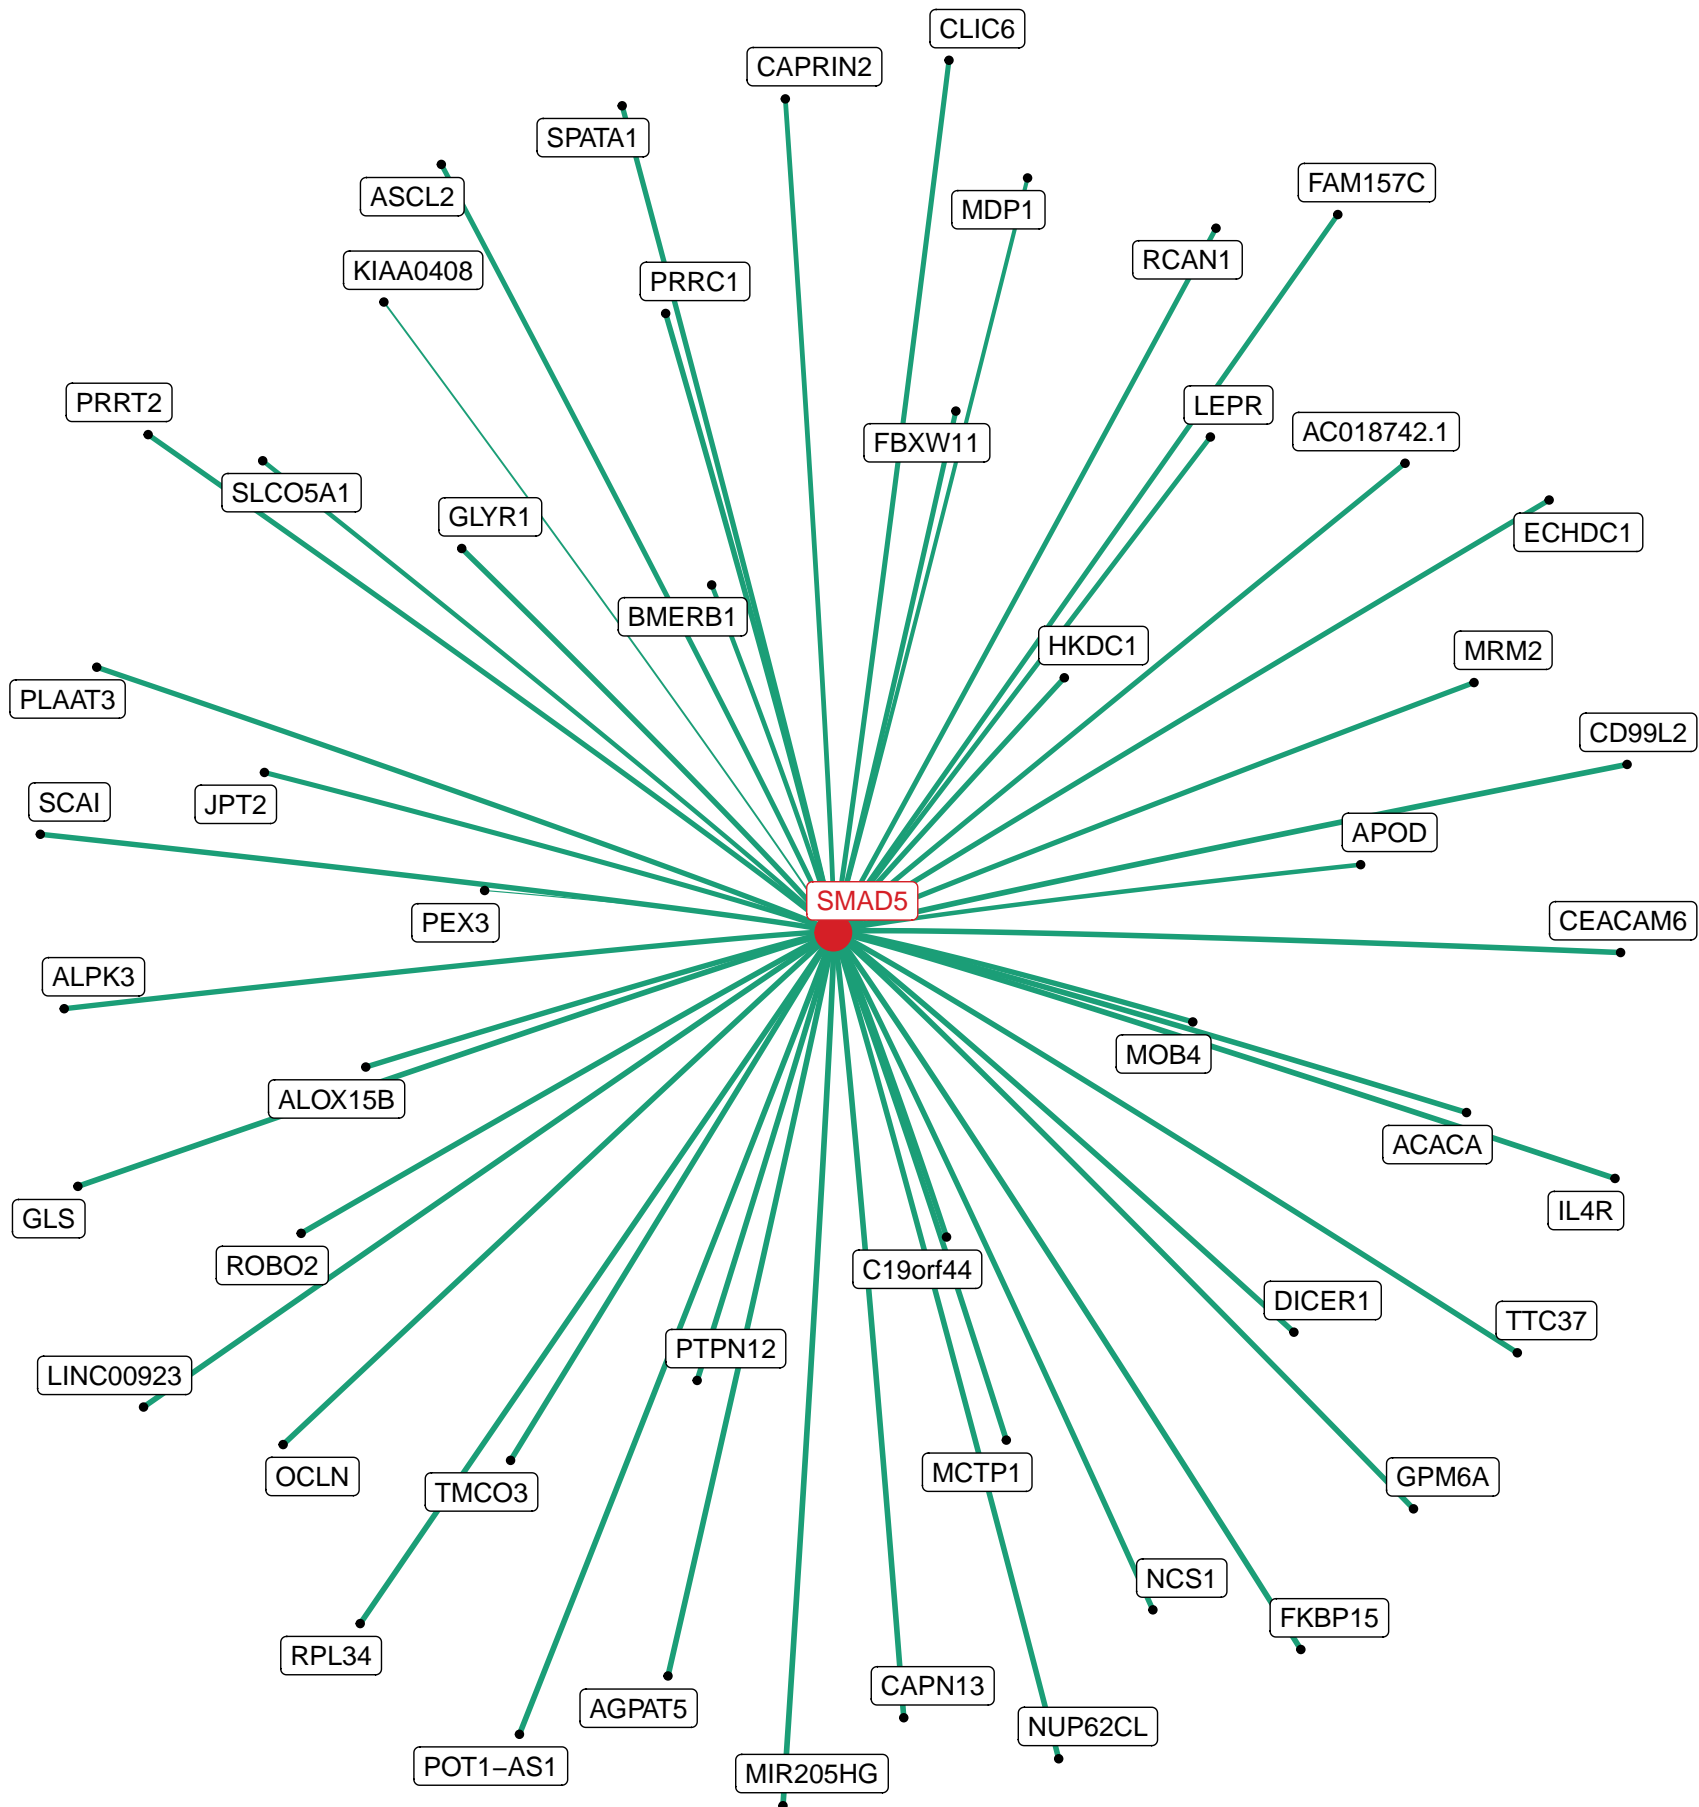 CLIC6
CAPRIN2
SPATA1
FAM157C
ASCL2
MDP1
RCAN1
KIAA0408
PRRC1
PRRT2
LEPR
AC018742.1
FBXW11
SLCO5A1
GLYR1
ECHDC1
BMERB1
HKDC1
MRM2
PLAAT3
CD99L2
SCAI
JPT2
APOD
SMAD5
PEX3
CEACAM6
ALPK3
MOB4
ALOX15B
ACACA
GLS
IL4R
ROBO2
C19orf44
DICER1
TTC37
PTPN12
LINC00923
OCLN
MCTP1
GPM6A
TMCO3
NCS1
FKBP15
RPL34
CAPN13
AGPAT5
NUP62CL
POT1−AS1
MIR205HG